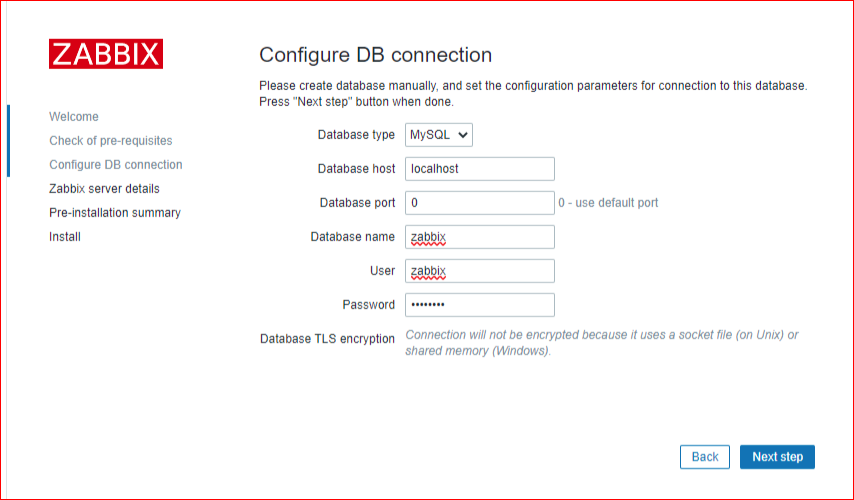 ZABBIX
Welcome
Check of pre-requisites
Configure DB connection
Zabbix server details
Pre-installation summary
Install
Configure DB connection
Please create database manually, and set the configuration parameters for connection to this database.
Press "Next step" button when done.
Database type MySQL
Database host localhost
Database port 0 0 - use default port
Database name zabbix
User zabbix
Password ••••••••
Database TLS encryption Connection will not be encrypted because it uses a socket file (on Unix) or
shared memory (Windows).
Back Next step